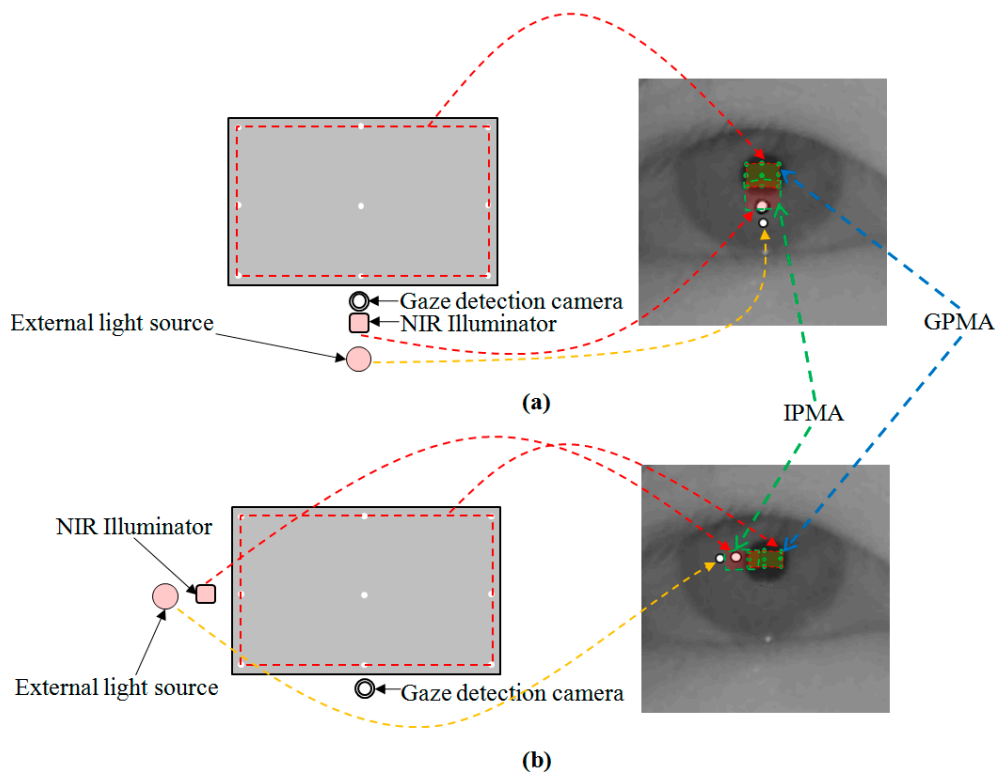 Gaze detection camera
External light source
NIR Illuminator
GPMA
(a)
IPMA
NIR Illuminator
External light source
Gaze detection camera
(b)